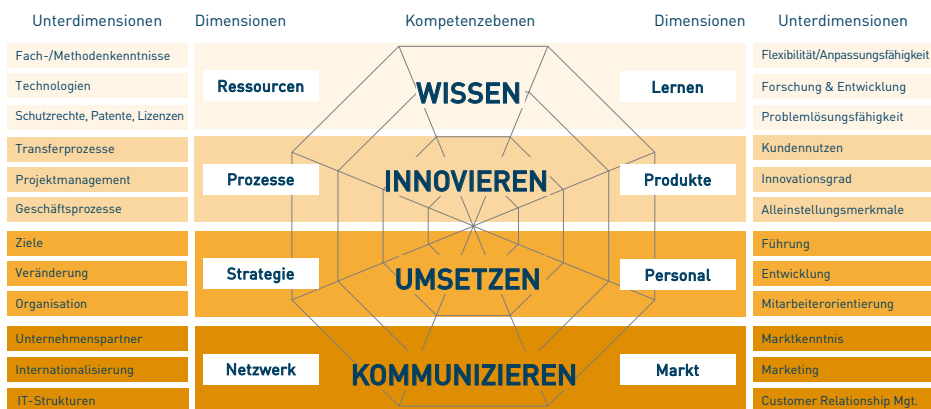 Unterdimensionen Dimensionen Kompetenzebenen Dimensionen Unterdimensionen
Fach-/Methodenkenntnisse
Technologien
Schutzrechte, Patente, Lizenzen
Ressourcen
WISSEN
Lernen
Flexibilität/Anpassungsfähigkeit
Forschung & Entwicklung
Problemlösungsfähigkeit
Transferprozesse
Projektmanagement
Geschäftsprozesse
Prozesse
INNOVIEREN
Produkte
Kundennutzen
Innovationsgrad
Alleinstellungsmerkmale
Ziele
Veränderung
Organisation
Strategie
UMSETZEN
Personal
Führung
Entwicklung
Mitarbeiterorientierung
Unternehmenspartner
Internationalisierung
IT-Strukturen
Netzwerk
KOMMUNIZIEREN
Markt
Marktkenntnis
Marketing
Customer Relationship Mgt.